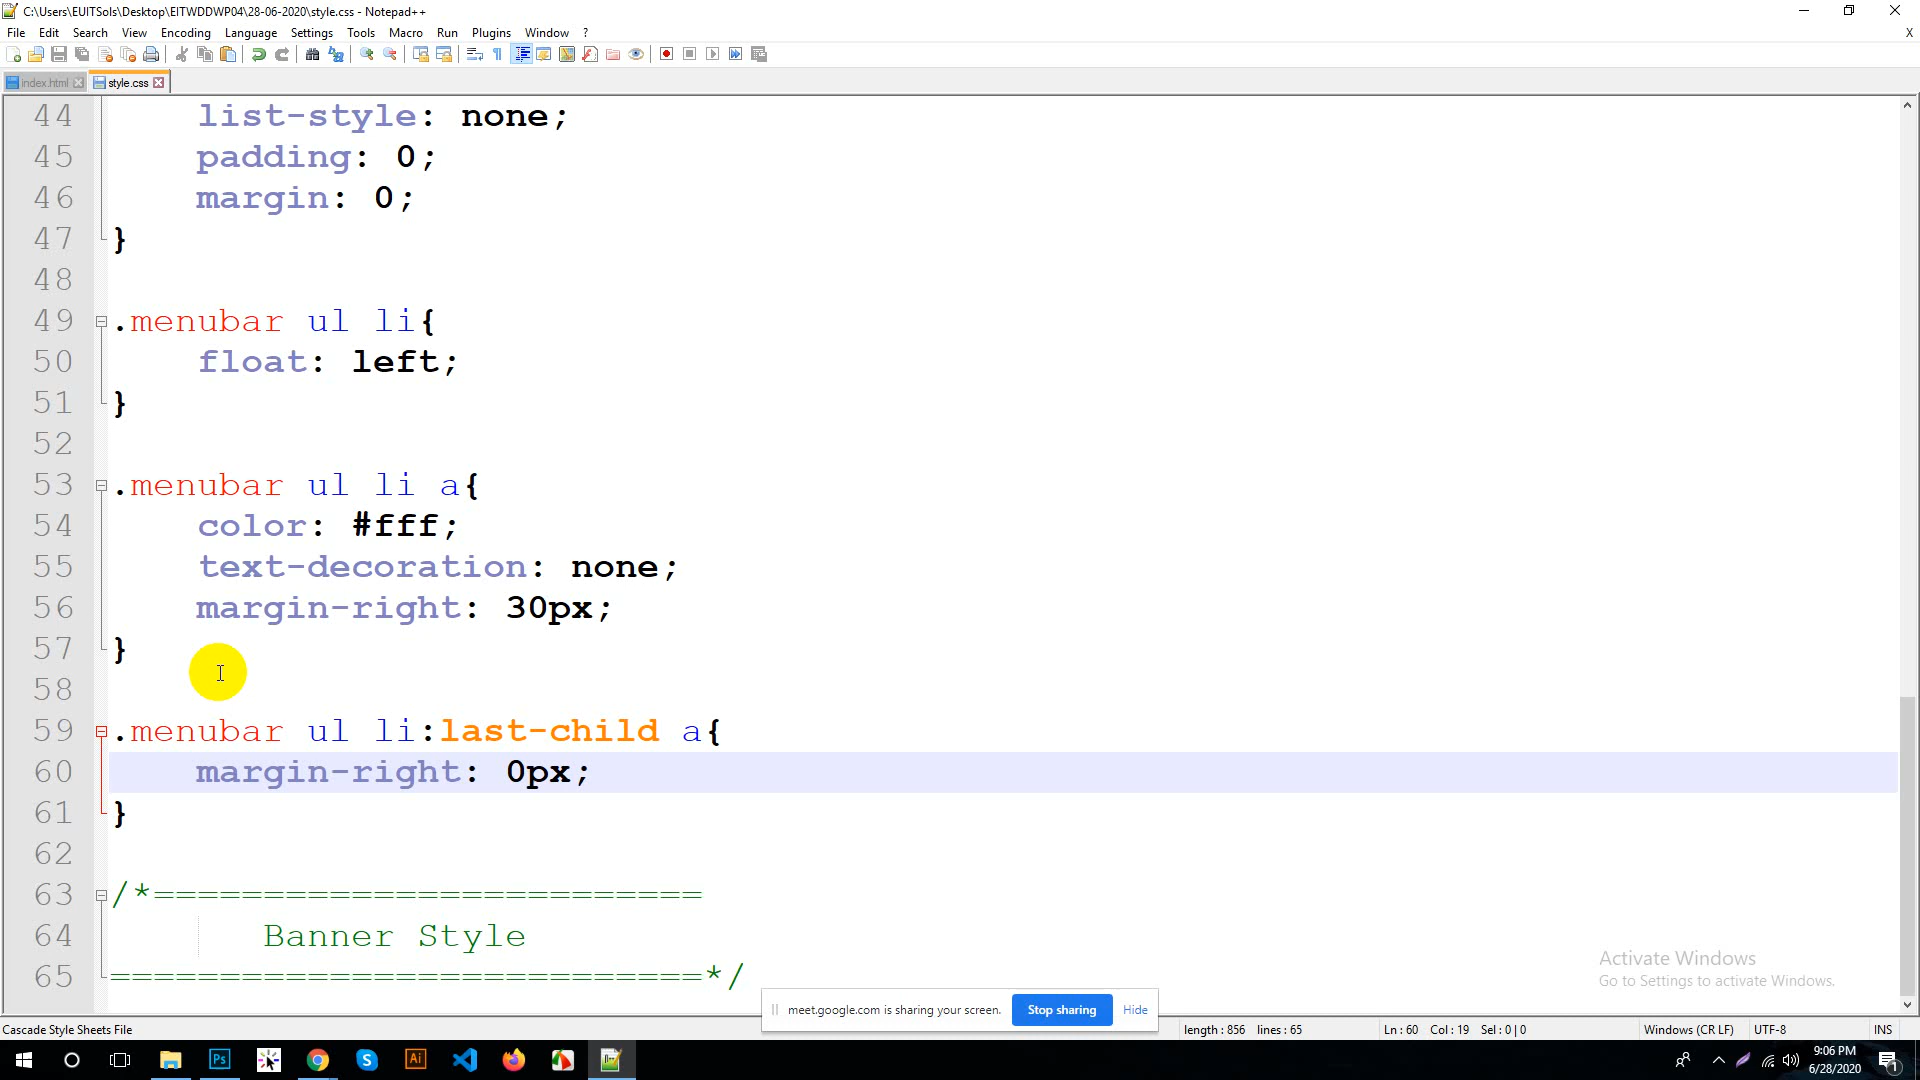 C:\Users\EUITSols\Desktop\EITWDDWP04\28-06-2020\style.css - Notepad++
File Edit Search View Encoding Language Settings Tools Macro Run Plugins Window ? X
index.html style.css
44 list-style: none;
45 padding: 0;
46 margin: 0;
47 }
48
49 .menubar ul li{
50 float: left;
51 }
52
53 .menubar ul li a{
54 color: #fff;
55 text-decoration: none;
56 margin-right: 30px;
57 }
58
59 .menubar ul li:last-child a{
60 margin-right: 0px;
61 }
62
63 /*=========================
64 Banner Style
65 ===========================*/
Activate Windows
Go to Settings to activate Windows.
meet.google.com is sharing your screen. Stop sharing Hide
Cascade Style Sheets File length : 856 lines : 65 Ln : 60 Col : 19 Sel : 0 | 0 Windows (CR LF) UTF-8 INS
Ps S Ai
9:06 PM
6/28/2020
1